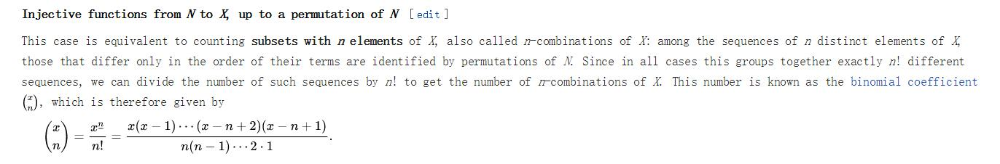 Injective functions from N to X, up to a permutation of N [edit]
This case is equivalent to counting subsets with n elements of X, also called n-combinations of X: among the sequences of n distinct elements of X,
those that differ only in the order of their terms are identified by permutations of N. Since in all cases this groups together exactly n! different
sequences, we can divide the number of such sequences by n! to get the number of n-combinations of X. This number is known as the binomial coefficient
\binom{x}{n}, which is therefore given by
\binom{x}{n} = \frac{x^{\underline{n}}}{n!} = \frac{x(x-1)\cdots(x-n+2)(x-n+1)}{n(n-1)\cdots2\cdot1}.